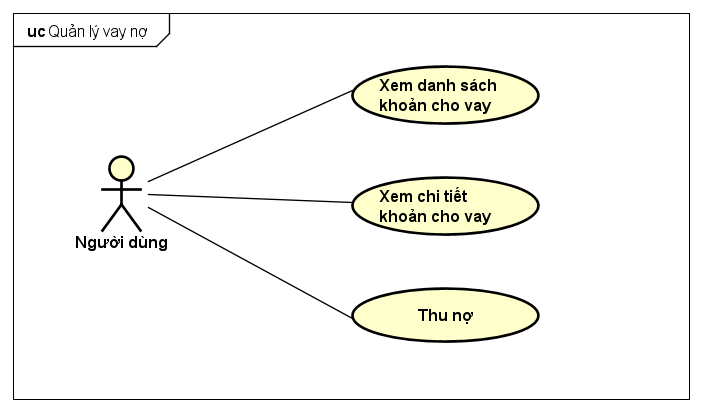 uc Quản lý vay nợ
Xem danh sách
khoản cho vay
Xem chi tiết
khoản cho vay
Người dùng
Thu nợ